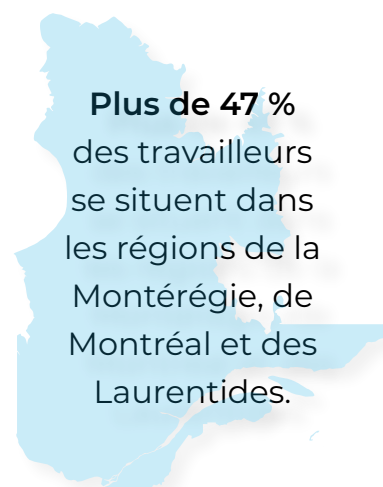 Plus de 47 %
des travailleurs
se situent dans
les régions de la
Montérégie, de
Montréal et des
Laurentides.